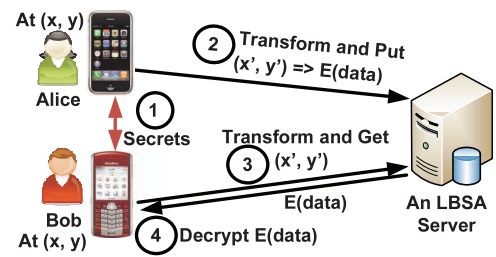 At (x, y)
Alice
2 Transform and Put
(x’, y’) => E(data)
1
Secrets
Transform and Get
3 (x’, y’)
E(data)
Bob
At (x, y)
4 Decrypt E(data)
An LBSA
Server